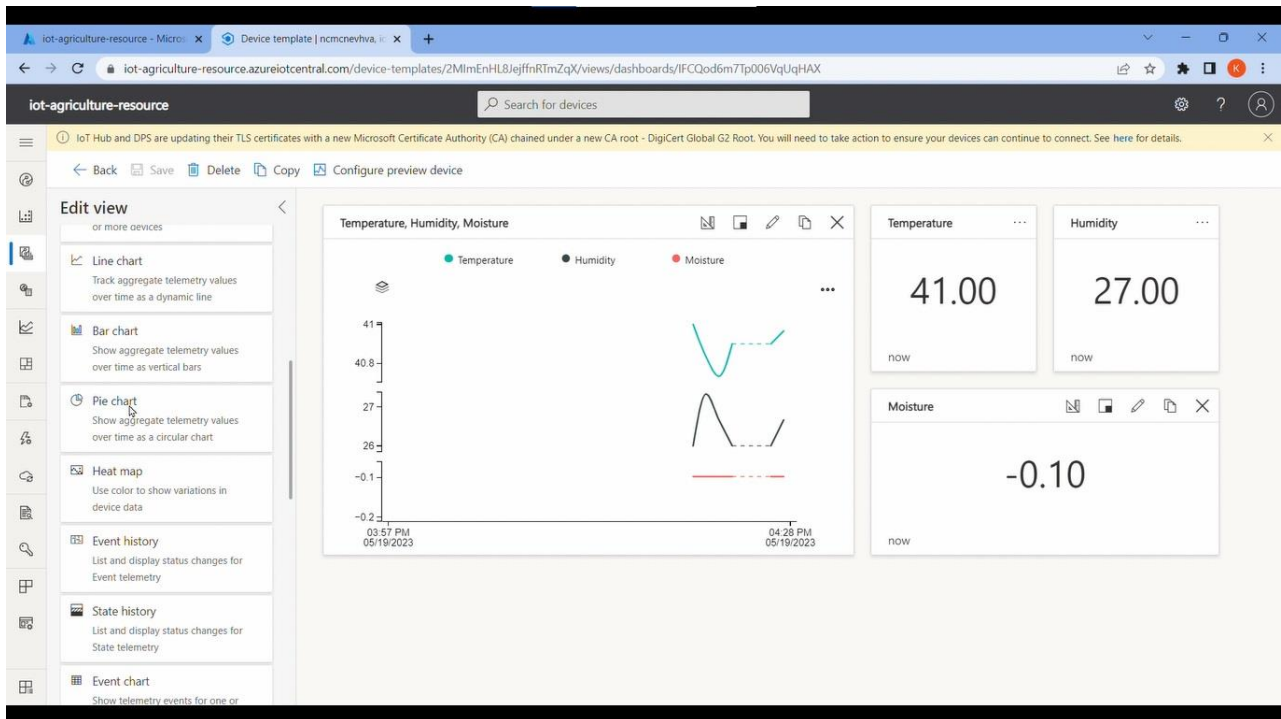 iot-agriculture-resource - Micros
Device template | ncmcnevhva, ic
iot-agriculture-resource.azureiotcentral.com/device-templates/2MImEnHL8JejffnRTmZqX/views/dashboards/IFCQod6m7Tp006VqUqHAX
K
iot-agriculture-resource
Search for devices
IoT Hub and DPS are updating their TLS certificates with a new Microsoft Certificate Authority (CA) chained under a new CA root - DigiCert Global G2 Root. You will need to take action to ensure your devices can continue to connect. See here for details.
Back
Save
Delete
Copy
Configure preview device
Edit view
or more devices
Line chart
Track aggregate telemetry values
over time as a dynamic line
Bar chart
Show aggregate telemetry values
over time as vertical bars
Pie chart
Show aggregate telemetry values
over time as a circular chart
Heat map
Use color to show variations in
device data
Event history
List and display status changes for
Event telemetry
State history
List and display status changes for
State telemetry
Event chart
Show telemetry events for one or
Temperature, Humidity, Moisture
Temperature
Humidity
Moisture
41
40.8
27
26
-0.1
-0.2
03:57 PM
05/19/2023
04:28 PM
05/19/2023
Temperature
41.00
now
Humidity
27.00
now
Moisture
-0.10
now